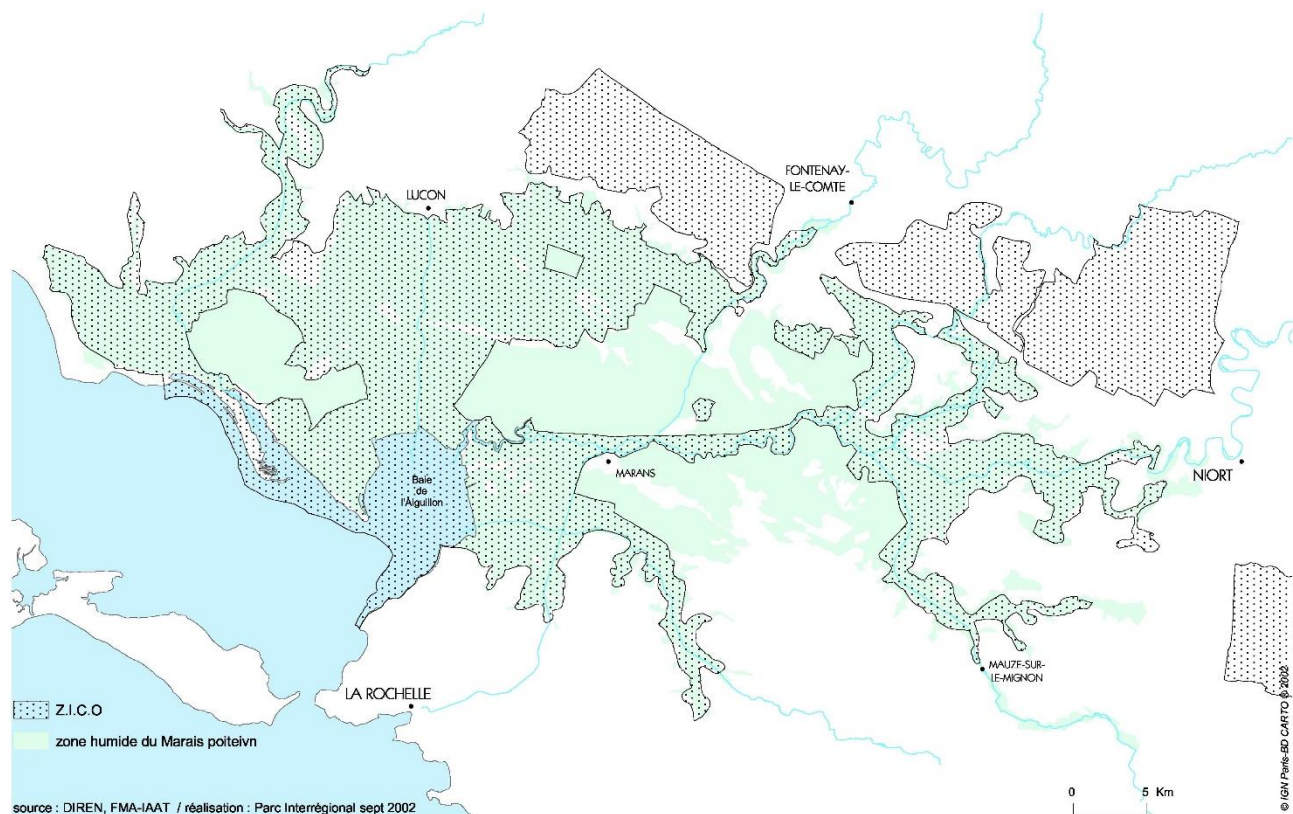 LUCON
FONTENAY-
LE-COMTE
Baie
de
l'Aiguillon
MARANS
NIORT
MAUZE-SUR-
LE-MIGNON
LA ROCHELLE
Z.I.C.O
zone humide du Marais poiteivn
source : DIREN, FMA-IAAT / réalisation : Parc Interrégional sept 2002
0 5 Km
© IGN Paris-BD CARTO ® 2002